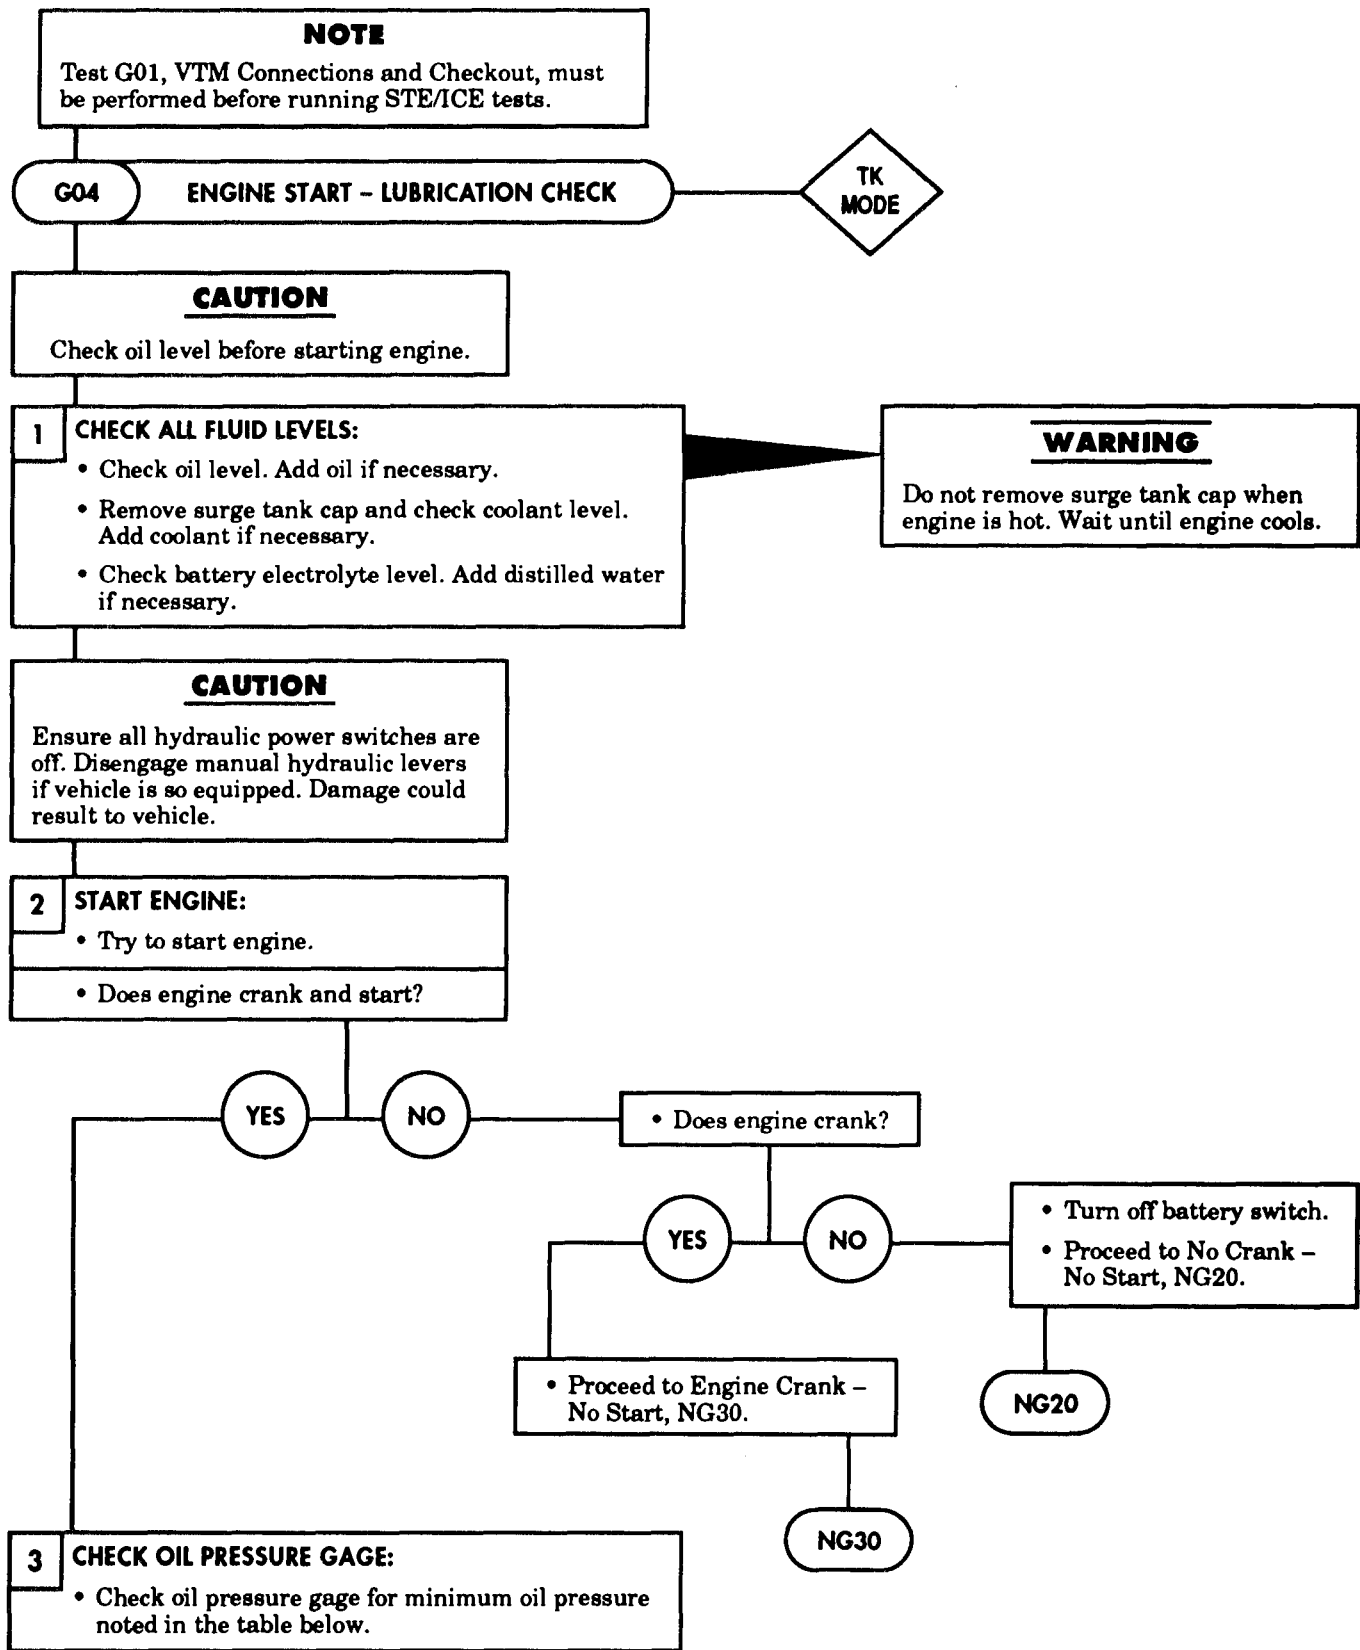 NOTE
Test G01, VTM Connections and Checkout, must
be performed before running STE/ICE tests.
G04
ENGINE START – LUBRICATION CHECK
TK
MODE
CAUTION
Check oil level before starting engine.
1
CHECK ALL FLUID LEVELS:
• Check oil level. Add oil if necessary.
• Remove surge tank cap and check coolant level.
Add coolant if necessary.
• Check battery electrolyte level. Add distilled water
if necessary.
WARNING
Do not remove surge tank cap when
engine is hot. Wait until engine cools.
CAUTION
Ensure all hydraulic power switches are
off. Disengage manual hydraulic levers
if vehicle is so equipped. Damage could
result to vehicle.
2
START ENGINE:
• Try to start engine.
• Does engine crank and start?
YES
NO
• Does engine crank?
YES
NO
• Turn off battery switch.
• Proceed to No Crank –
No Start, NG20.
NG20
• Proceed to Engine Crank –
No Start, NG30.
NG30
3
CHECK OIL PRESSURE GAGE:
• Check oil pressure gage for minimum oil pressure
noted in the table below.